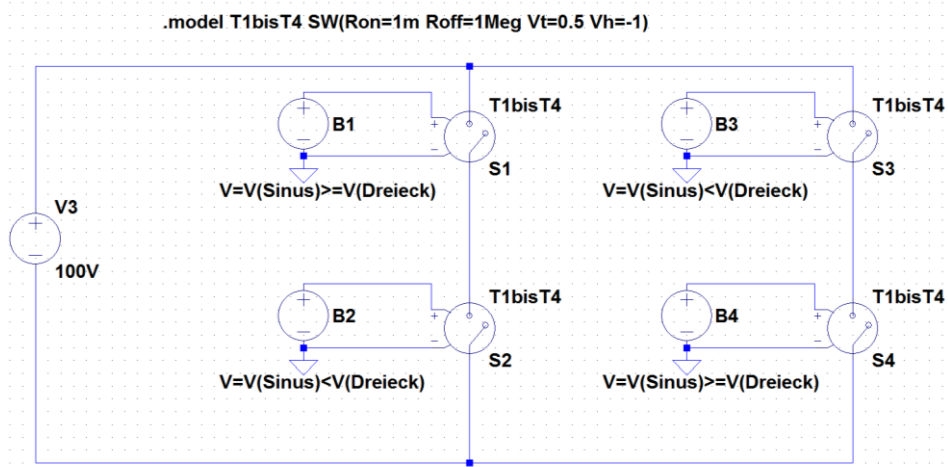 .model T1bisT4 SW(Ron=1m Roff=1Meg Vt=0.5 Vh=-1)
T1bisT4
T1bisT4
B1
B3
S1
S3
V=V(Sinus)>=V(Dreieck)
V=V(Sinus)<V(Dreieck)
V3
100V
T1bisT4
T1bisT4
B2
B4
S2
S4
V=V(Sinus)<V(Dreieck)
V=V(Sinus)>=V(Dreieck)